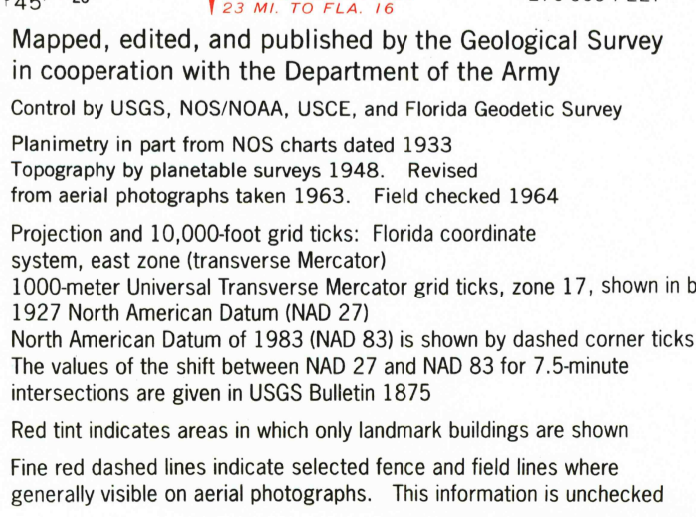 45'
23 MI. TO FLA. 16
Mapped, edited, and published by the Geological Survey
in cooperation with the Department of the Army
Control by USGS, NOS/NOAA, USCE, and Florida Geodetic Survey
Planimetry in part from NOS charts dated 1933
Topography by planetable surveys 1948. Revised
from aerial photographs taken 1963. Field checked 1964
Projection and 10,000-foot grid ticks: Florida coordinate
system, east zone (transverse Mercator)
1000-meter Universal Transverse Mercator grid ticks, zone 17, shown in
1927 North American Datum (NAD 27)
North American Datum of 1983 (NAD 83) is shown by dashed corner ticks
The values of the shift between NAD 27 and NAD 83 for 7.5-minute
intersections are given in USGS Bulletin 1875
Red tint indicates areas in which only landmark buildings are shown
Fine red dashed lines indicate selected fence and field lines where
generally visible on aerial photographs. This information is unchecked